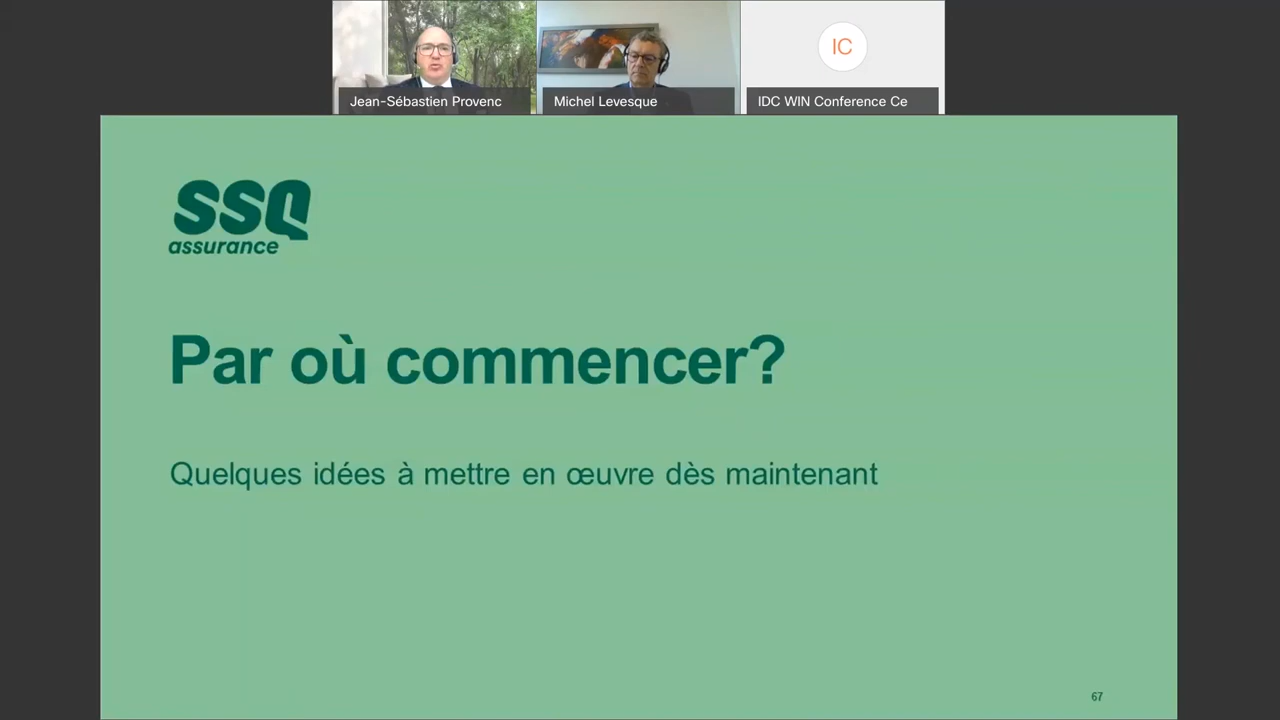 Jean-Sébastien Provenc
Michel Levesque
IC
IDC WIN Conference Ce
SSQ
assurance
Par où commencer?
Quelques idées à mettre en œuvre dès maintenant
67